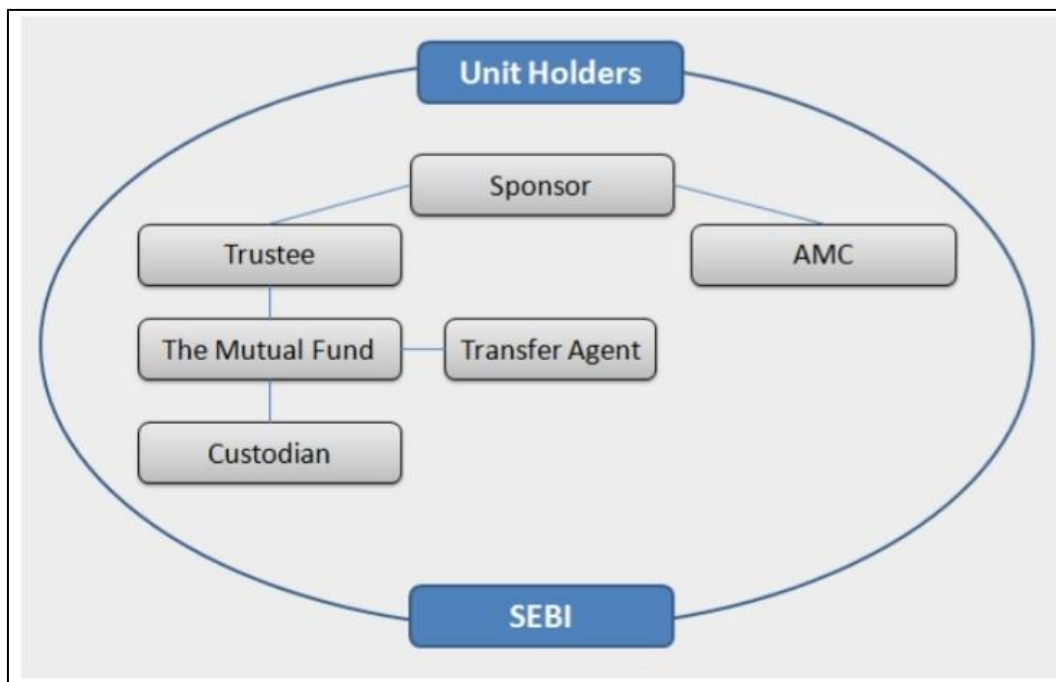 Unit Holders
Sponsor
Trustee
AMC
The Mutual Fund
Transfer Agent
Custodian
SEBI